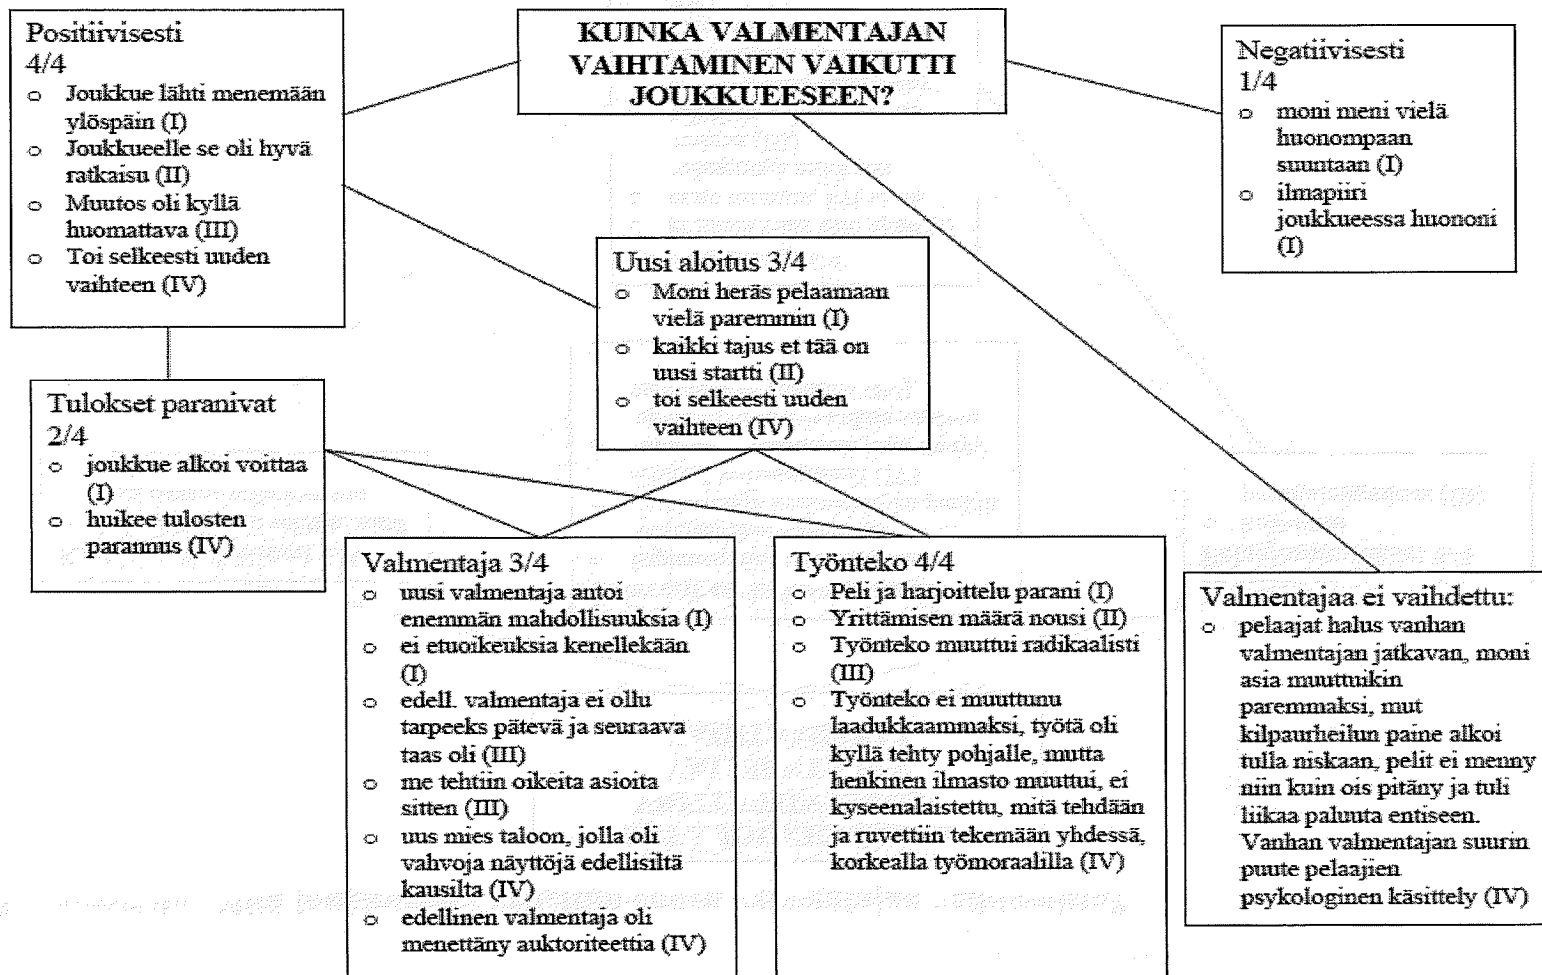 KUINKA VALMENTAJAN
VAIHTAMINEN VAIKUTTI
JOUKKUEESEEN?
Positiivisesti
4/4
o Joukkue lähti menemään
ylöspäin (I)
o Joukkueelle se oli hyvä
ratkaisu (II)
o Muutos oli kyllä
huomattava (III)
o Toi selkeesti uuden
vaihteen (IV)
Negatiivisesti
1/4
o moni meni vielä
huonompaan
suuntaan (I)
o ilmapiiri
joukkueessa huononi
(I)
Uusi aloitus 3/4
o Moni heräs pelaamaan
vielä paremmin (I)
o kaikki tajus et tää on
uusi startti (II)
o toi selkeesti uuden
vaihteen (IV)
Tulokset paranivat
2/4
o joukkue alkoi voittaa
(I)
o huikee tulosten
parannus (IV)
Valmentaja 3/4
o uusi valmentaja antoi
enemmän mahdollisuuksia (I)
o ei etuoikeuksia kenellekään
(I)
o edell. valmentaja ei ollu
tarpeeks pätevä ja seuraava
taas oli (III)
o me tehtiin oikeita asioita
sitten (III)
o uus mies taloon, jolla oli
vahvoja näyttöjä edellisiltä
kausilta (IV)
o edellinen valmentaja oli
menettäny auktoriteettia (IV)
Työnteko 4/4
o Peli ja harjoittelu parani (I)
o Yrittämisen määrä nousi (II)
o Työnteko muuttui radikaalisti
(III)
o Työnteko ei muuttunu
laadukkaammaksi, työtä oli
kyllä tehty pohjalle, mutta
henkinen ilmasto muuttui, ei
kyseenalaistettu, mitä tehdään
ja ruvettiin tekemään yhdessä,
korkealla työmoraalilla (IV)
Valmentajaa ei vaihdettu:
o pelaajat halus vanhan
valmentajan jatkavan, moni
asia muuttuikin
paremmaksi, mut
kilpaurheilun paine alkoi
tulla niskaan, pelit ei menny
niin kuin ois pitäny ja tuli
liikaa paluuta entiseen.
Vanhan valmentajan suurin
puute pelaajien
psykologinen käsittely (IV)